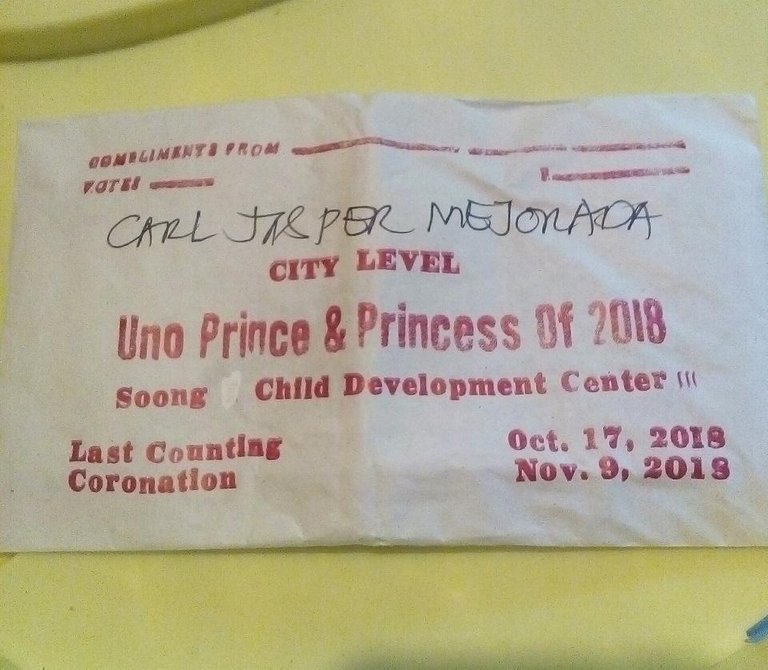 COMPLIMENTS FROM
VOTES
CARL JASPER MEJORADA
CITY LEVEL
Uno Prince & Princess Of 2018
Soong Child Development Center
Last Counting Oct. 17, 2018
Coronation Nov. 9, 2018